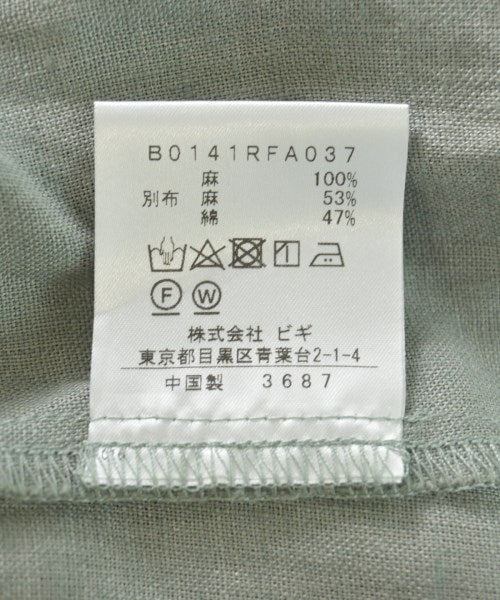 B0141RFA037
麻 100%
別布 麻 53%
綿 47%
F W
株式会社 ビギ
東京都目黒区青葉台2-1-4
中国製 3687